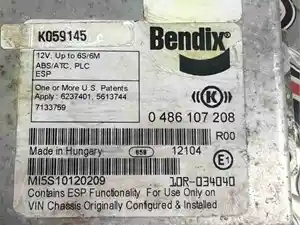 K059145
Bendix®
12V, Up to 6S/6M
ABS/ATC, PLC
ESP
One or More U.S. Patents
Apply : 6237401, 5613744
7133759
K
0 486 107 208
R00
Made in Hungary
658
12104
E1
MI5S10120209
10R-034040
Contains ESP Functionality. For Use Only on
VIN Chassis Originally Configured & Installed